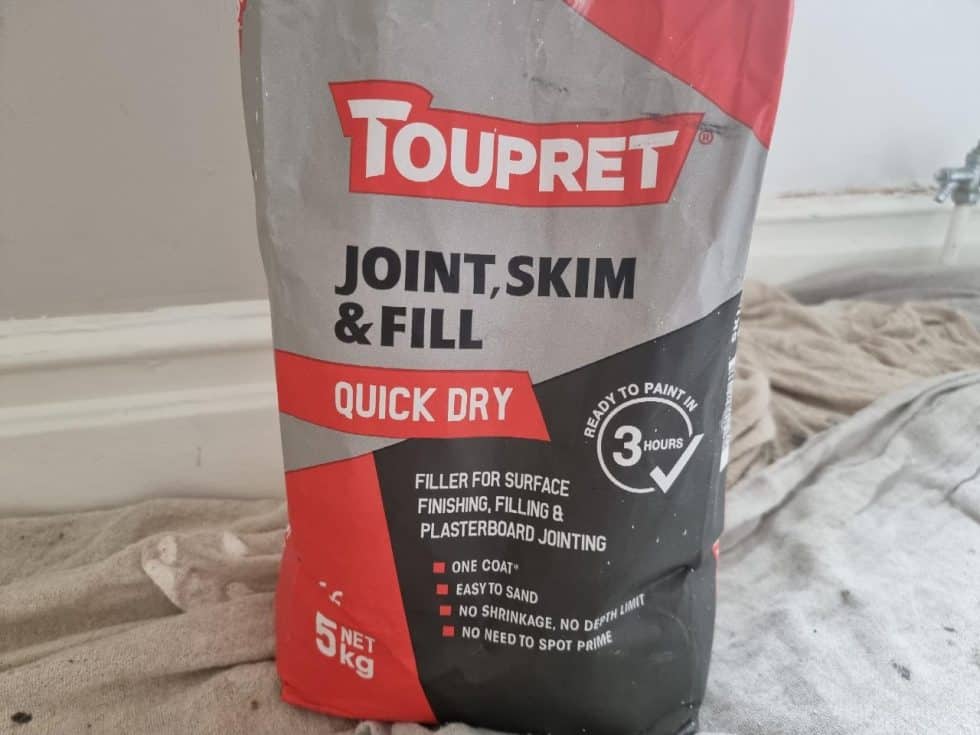 TOUPRET®
JOINT, SKIM
& FILL
QUICK DRY
READY TO PAINT IN
3 HOURS
FILLER FOR SURFACE
FINISHING, FILLING &
PLASTERBOARD JOINTING
ONE COAT*
EASY TO SAND
NO SHRINKAGE, NO DEPTH LIMIT
NO NEED TO SPOT PRIME
5 NET
kg